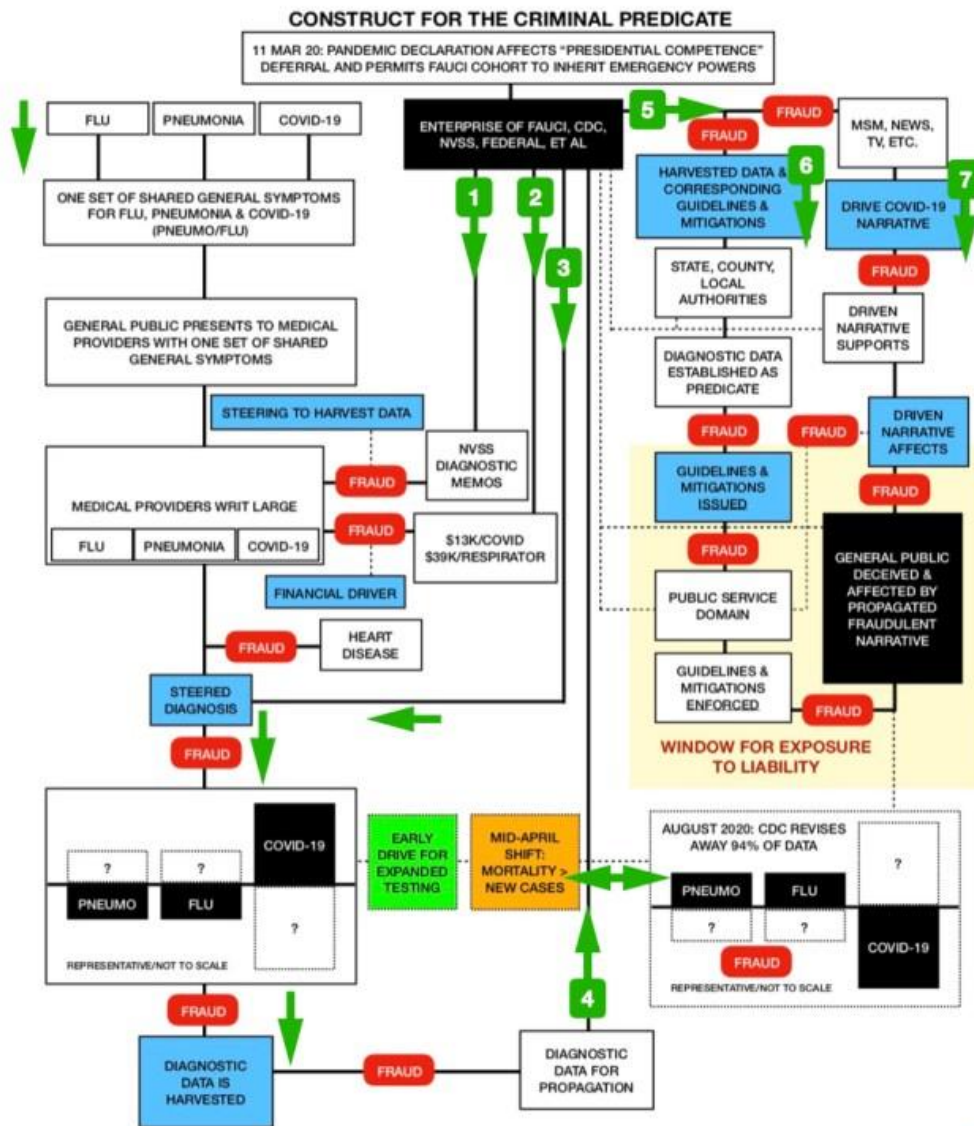 CONSTRUCT FOR THE CRIMINAL PREDICATE
11 MAR 20: PANDEMIC DECLARATION AFFECTS “PRESIDENTIAL COMPETENCE”
DEFERRAL AND PERMITS FAUCI COHORT TO INHERIT EMERGENCY POWERS
FLU
PNEUMONIA
COVID-19
ONE SET OF SHARED GENERAL SYMPTOMS
FOR FLU, PNEUMONIA & COVID-19
(PNEUMO/FLU)
GENERAL PUBLIC PRESENTS TO MEDICAL
PROVIDERS WITH ONE SET OF SHARED
GENERAL SYMPTOMS
STEERING TO HARVEST DATA
MEDICAL PROVIDERS WRIT LARGE
FLU
PNEUMONIA
COVID-19
FRAUD
FRAUD
FINANCIAL DRIVER
NVSS
DIAGNOSTIC
MEMOS
$13K/COVID
$39K/RESPIRATOR
FRAUD
HEART
DISEASE
STEERED
DIAGNOSIS
FRAUD
ENTERPRISE OF FAUCI, CDC,
NVSS, FEDERAL, ET AL
1
2
3
5
FRAUD
FRAUD
MSM, NEWS,
TV, ETC.
HARVESTED DATA &
CORRESPONDING
GUIDELINES &
MITIGATIONS
6
DRIVE COVID-19
NARRATIVE
7
FRAUD
STATE, COUNTY,
LOCAL
AUTHORITIES
DRIVEN
NARRATIVE
SUPPORTS
DIAGNOSTIC DATA
ESTABLISHED AS
PREDICATE
FRAUD
FRAUD
DRIVEN
NARRATIVE
AFFECTS
GUIDELINES &
MITIGATIONS
ISSUED
FRAUD
FRAUD
GENERAL PUBLIC
DECEIVED &
AFFECTED BY
PROPAGATED
FRAUDULENT
NARRATIVE
PUBLIC SERVICE
DOMAIN
GUIDELINES &
MITIGATIONS
ENFORCED
FRAUD
WINDOW FOR EXPOSURE
TO LIABILITY
?
?
COVID-19
PNEUMO
FLU
?
REPRESENTATIVE/NOT TO SCALE
EARLY
DRIVE FOR
EXPANDED
TESTING
MID-APRIL
SHIFT:
MORTALITY >
NEW CASES
AUGUST 2020: CDC REVISES
AWAY 94% OF DATA
?
PNEUMO
FLU
?
?
COVID-19
FRAUD
REPRESENTATIVE/NOT TO SCALE
FRAUD
4
DIAGNOSTIC
DATA IS
HARVESTED
FRAUD
DIAGNOSTIC
DATA FOR
PROPAGATION